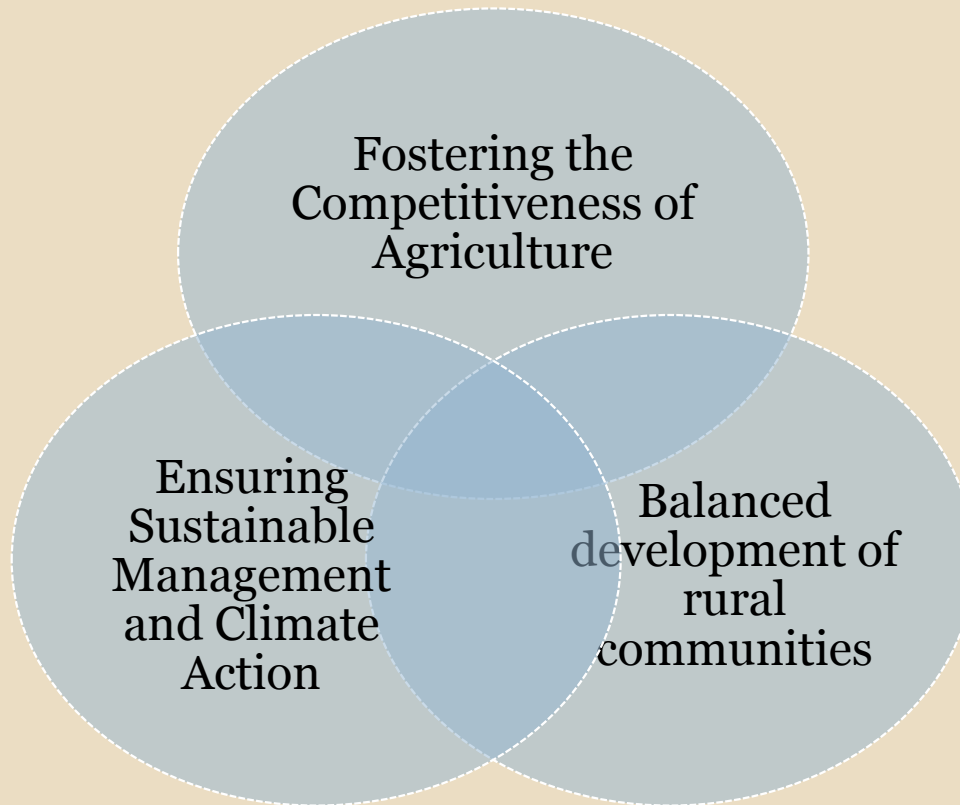 Fostering the
Competitiveness of
Agriculture
Ensuring
Sustainable
Management
and Climate
Action
Balanced
development of
rural
communities